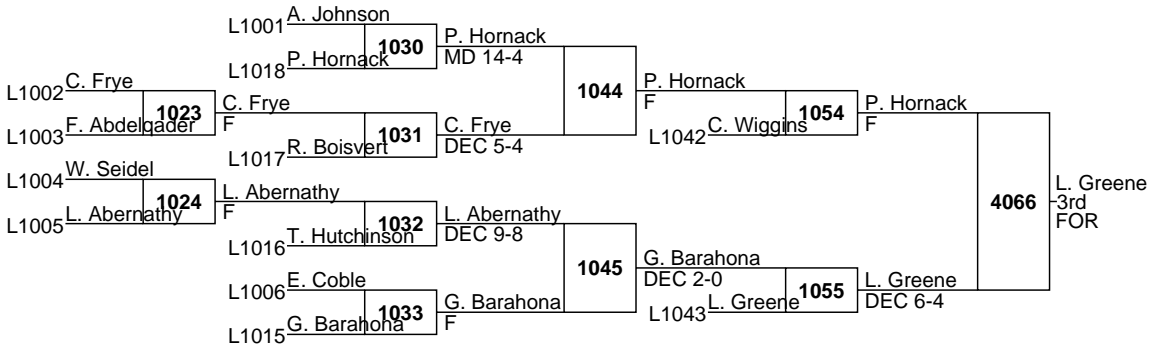 A. Johnson
L1001
1030
P. Hornack
MD 14-4
P. Hornack
L1018
C. Frye
L1002
1023
C. Frye
F
F. Abdelqader
L1003
1031
C. Frye
DEC 5-4
R. Boisvert
L1017
1044
P. Hornack
F
1054
P. Hornack
F
C. Wiggins
L1042
W. Seidel
L1004
1024
L. Abernathy
F
L. Abernathy
L1005
1032
L. Abernathy
DEC 9-8
T. Hutchinson
L1016
E. Coble
L1006
1033
G. Barahona
F
G. Barahona
L1015
1045
G. Barahona
DEC 2-0
1055
L. Greene
DEC 6-4
L. Greene
L1043
4066
L. Greene
3rd
FOR